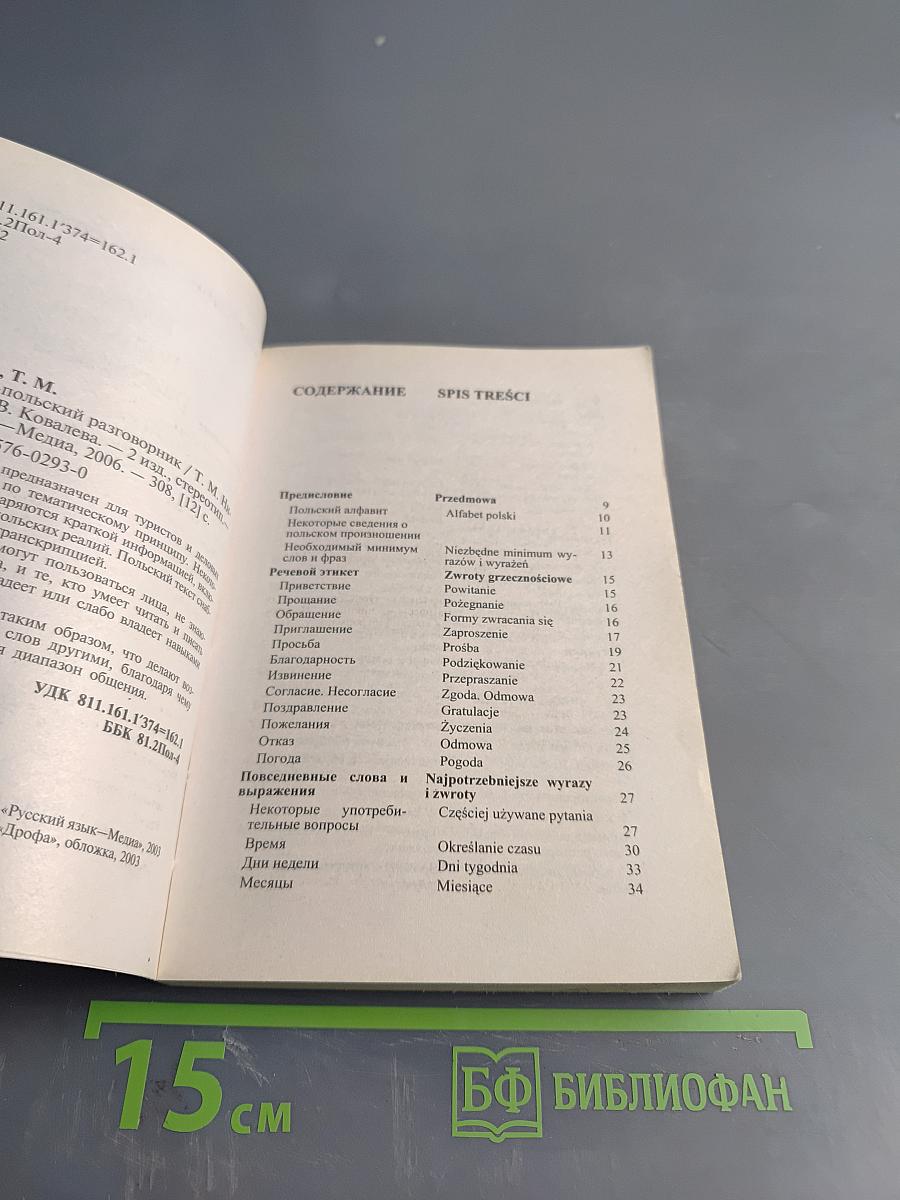 11.161.1′374=162.1
.2Пол-4
2
, Т. М.
-польский разговорник / Т. М.
В. Ковалева. — 2 изд., стереотип.—
—Медиа, 2006. — 308, [12] с.
576-0293-0
предназначен для туристов и деловых
по тематическому принципу.
аряются краткой информацией,
ольских реалий. Польский текст
ранскрипцией.
могут пользоваться лица, не
, и те, кто умеет читать и писать
адеет или слабо владеет навыками
таким образом, что делают
слов другими, благодаря чему
я диапазон общения.
УДК 811.161.1′374=162.1
ББК 81.2Пол-4
«Русский язык—Медиа», 2003
«Дрофа», обложка, 2003
СОДЕРЖАНИЕ SPIS TREŚCI
Предисловие Przedmowa 9
Польский алфавит Alfabet polski 10
Некоторые сведения о
польском произношении 11
Необходимый минимум Niezbędne minimum wy-
слов и фраз razów i wyrażeń 13
Речевой этикет Zwroty grzecznościowe 15
Приветствие Powitanie 15
Прощание Pożegnanie 16
Обращение Formy zwracania się 16
Приглашение Zaproszenie 17
Просьба Prośba 19
Благодарность Podziękowanie 21
Извинение Przepraszanie 22
Согласие. Несогласие Zgoda. Odmowa 23
Поздравление Gratulacje 23
Пожелания Życzenia 24
Отказ Odmowa 25
Погода Pogoda 26
Повседневные слова и Najpotrzebniejsze wyrazy
выражения i zwroty 27
Некоторые употреби- Częściej używane pytania
тельные вопросы 27
Время Określanie czasu 30
Дни недели Dni tygodnia 33
Месяцы Miesiące 34
15 см
БФ БИБЛИОФАН